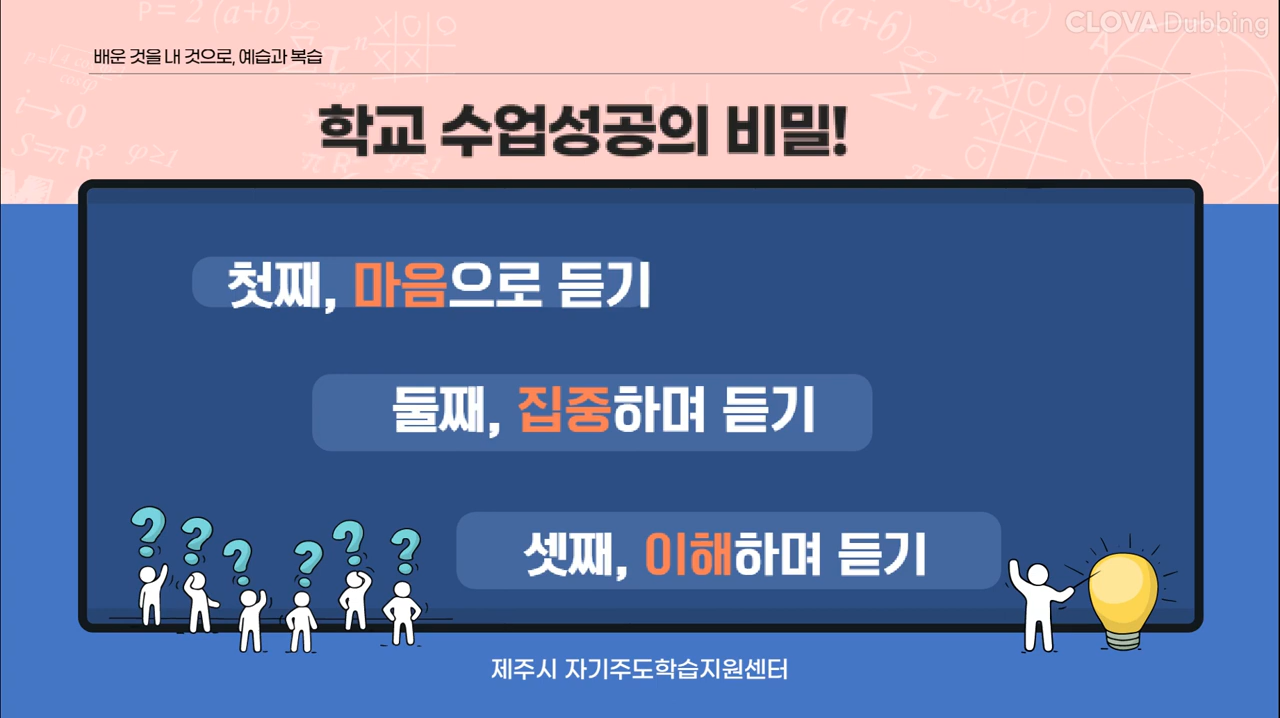 CLOVA Dubbing
배운 것을 내 것으로, 예습과 복습
학교 수업성공의 비밀!
첫째, 마음으로 듣기
둘째, 집중하며 듣기
셋째, 이해하며 듣기
제주시 자기주도학습지원센터